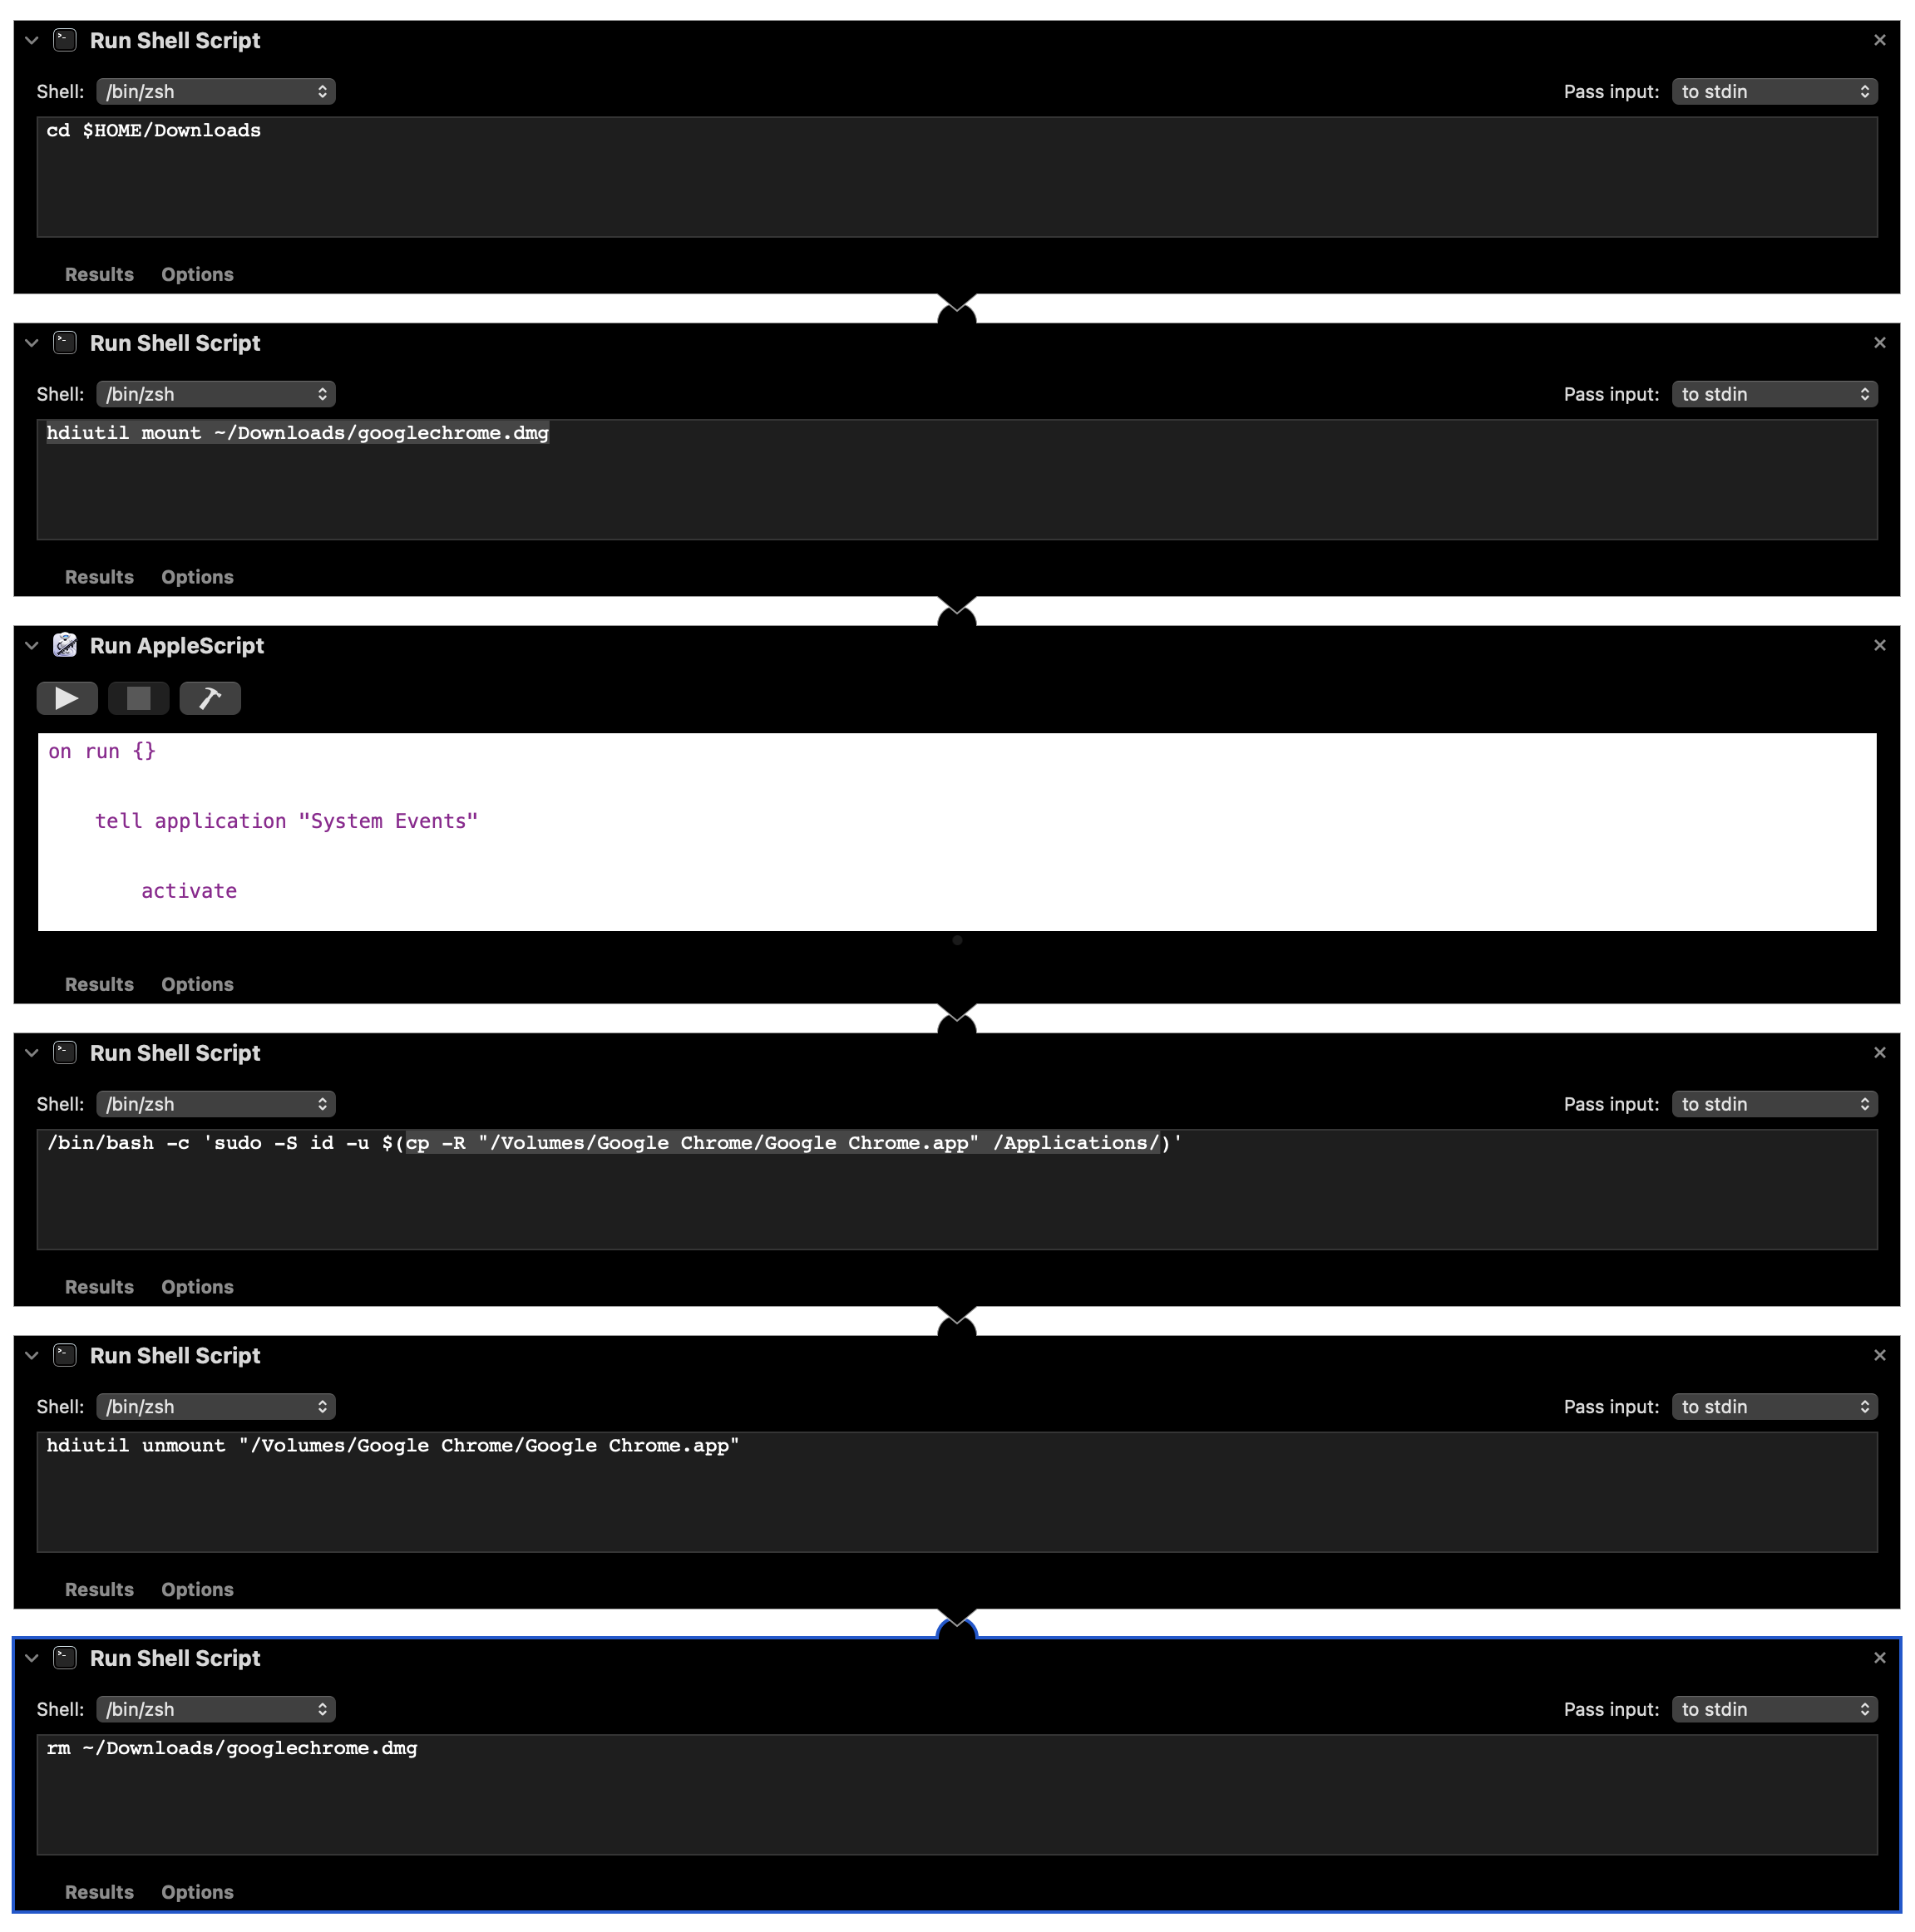 Run Shell Script
Shell: /bin/zsh Pass input: to stdin
cd $HOME/Downloads
Results Options
Run Shell Script
Shell: /bin/zsh Pass input: to stdin
hdiutil mount ~/Downloads/googlechrome.dmg
Results Options
Run AppleScript
on run {}
tell application "System Events"
activate
Results Options
Run Shell Script
Shell: /bin/zsh Pass input: to stdin
/bin/bash -c 'sudo -S id -u $(cp -R "/Volumes/Google Chrome/Google Chrome.app" /Applications/)'
Results Options
Run Shell Script
Shell: /bin/zsh Pass input: to stdin
hdiutil unmount "/Volumes/Google Chrome/Google Chrome.app"
Results Options
Run Shell Script
Shell: /bin/zsh Pass input: to stdin
rm ~/Downloads/googlechrome.dmg
Results Options